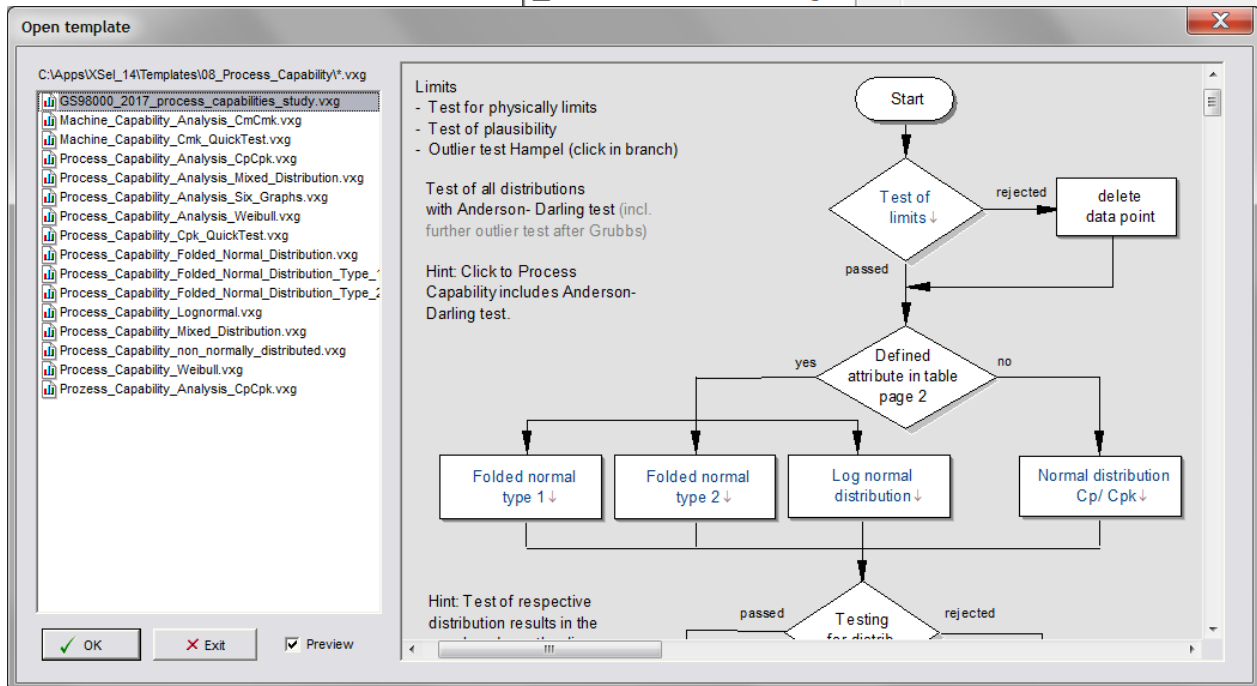 Open template
X
C:\Apps\XSel_14\Templates\08_Process_Capability\*.vxg
GS98000_2017_process_capabilities_study.vxg
Machine_Capability_Analysis_CmCmk.vxg
Machine_Capability_Cmk_QuickTest.vxg
Process_Capability_Analysis_CpCpk.vxg
Process_Capability_Analysis_Mixed_Distribution.vxg
Process_Capability_Analysis_Six_Graphs.vxg
Process_Capability_Analysis_Weibull.vxg
Process_Capability_Cpk_QuickTest.vxg
Process_Capability_Folded_Normal_Distribution.vxg
Process_Capability_Folded_Normal_Distribution_Type_1
Process_Capability_Folded_Normal_Distribution_Type_2
Process_Capability_Lognormal.vxg
Process_Capability_Mixed_Distribution.vxg
Process_Capability_non_normally_distributed.vxg
Process_Capability_Weibull.vxg
Prozess_Capability_Analysis_CpCpk.vxg
OK
Exit
Preview
Limits
- Test for physically limits
- Test of plausibility
- Outlier test Hampel (click in branch)
Test of all distributions
with Anderson- Darling test (incl.
further outlier test after Grubbs)
Hint: Click to Process
Capability includes Anderson-
Darling test.
Start
Test of
limits↓
rejected
delete
data point
passed
Defined
attribute in table
page 2
yes
no
Folded normal
type 1↓
Folded normal
type 2↓
Log normal
distribution↓
Normal distribution
Cp/ Cpk↓
Hint: Test of respective
distribution results in the
passed
Testing
for distrib
rejected